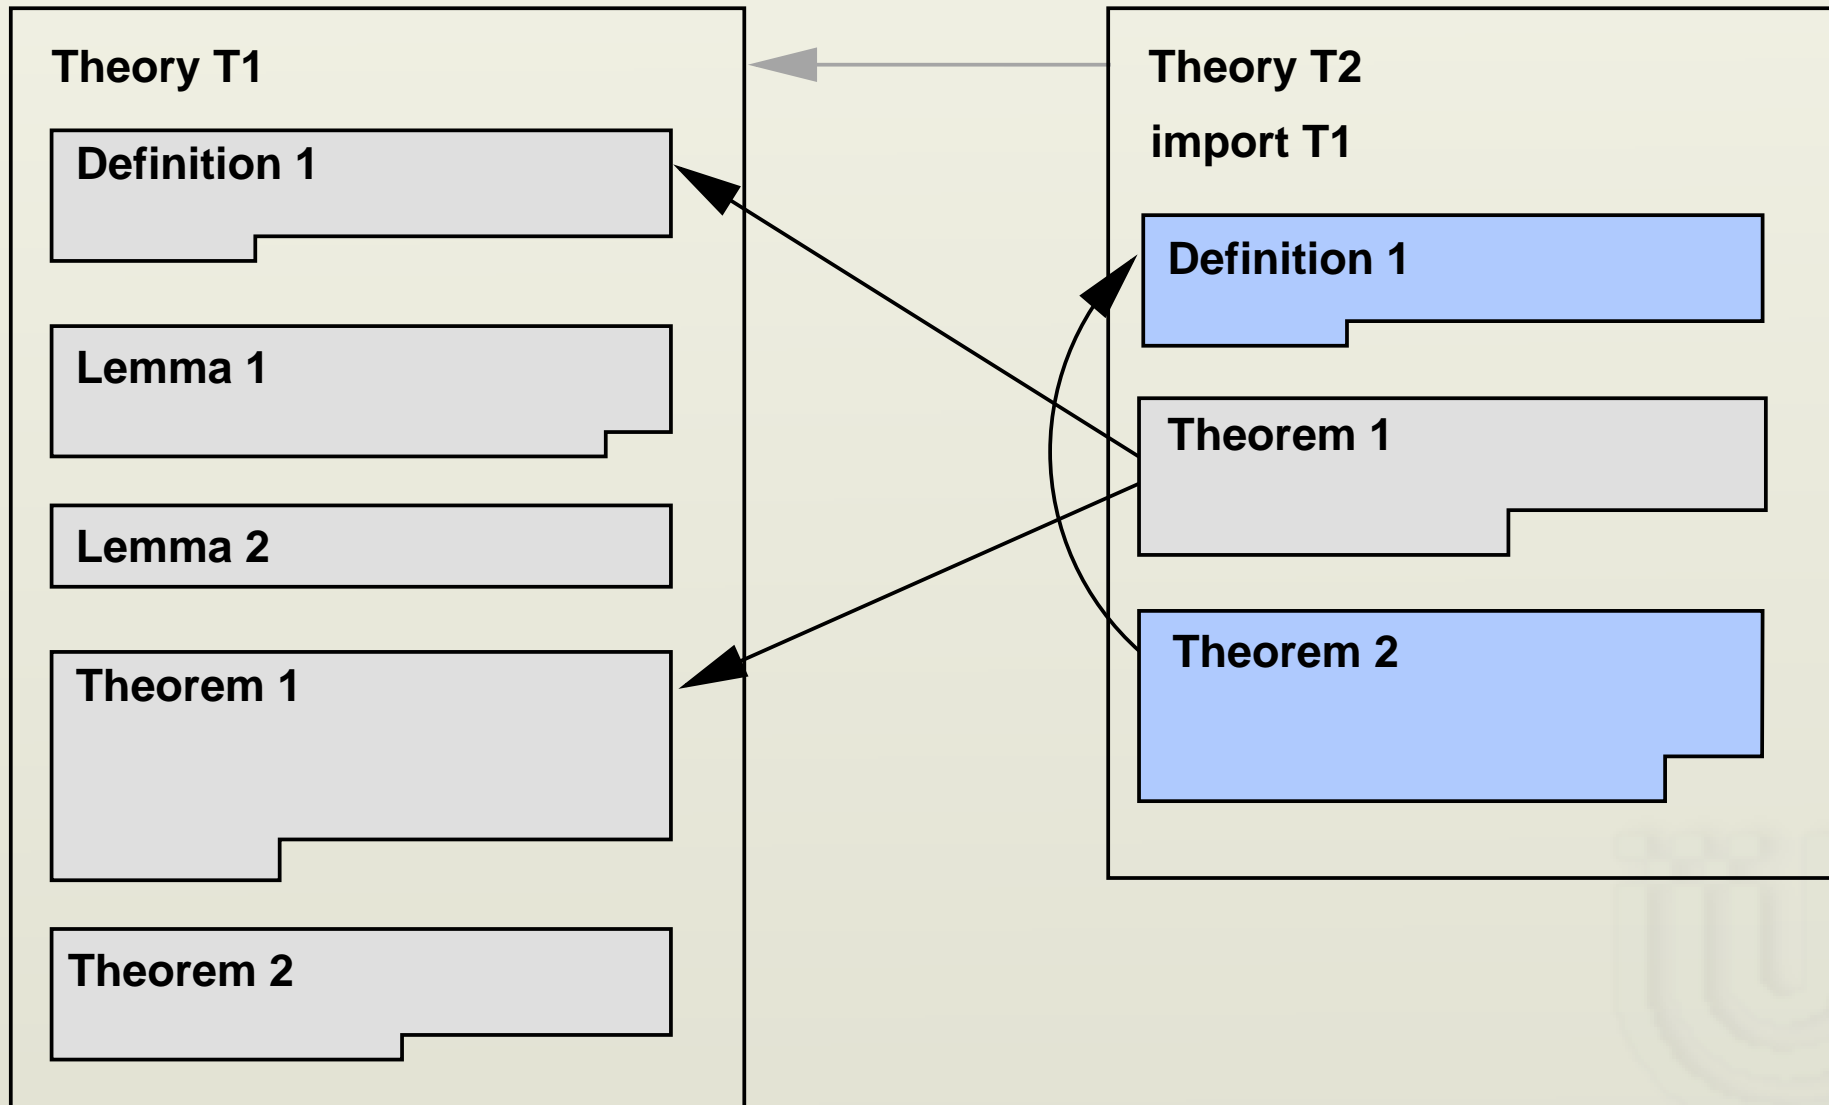 Theory T1
Definition 1
Lemma 1
Lemma 2
Theorem 1
Theorem 2
Theory T2
import T1
Definition 1
Theorem 1
Theorem 2